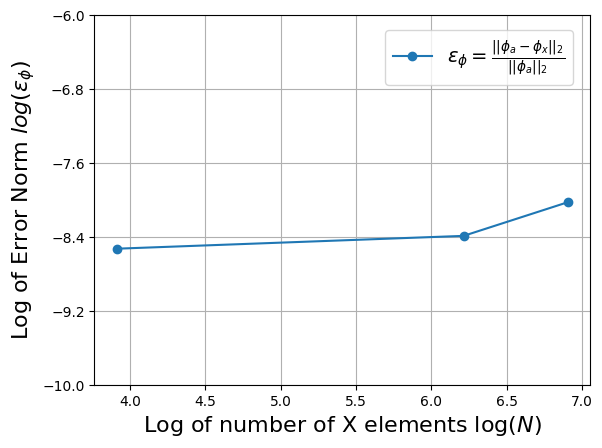 −6.0
−6.8
−7.6
−8.4
−9.2
−10.0
Log of Error Norm log(ε_ϕ)
ε_ϕ = ||ϕ_a − ϕ_x||_2 / ||ϕ_a||_2
4.0 4.5 5.0 5.5 6.0 6.5 7.0
Log of number of X elements log(N)